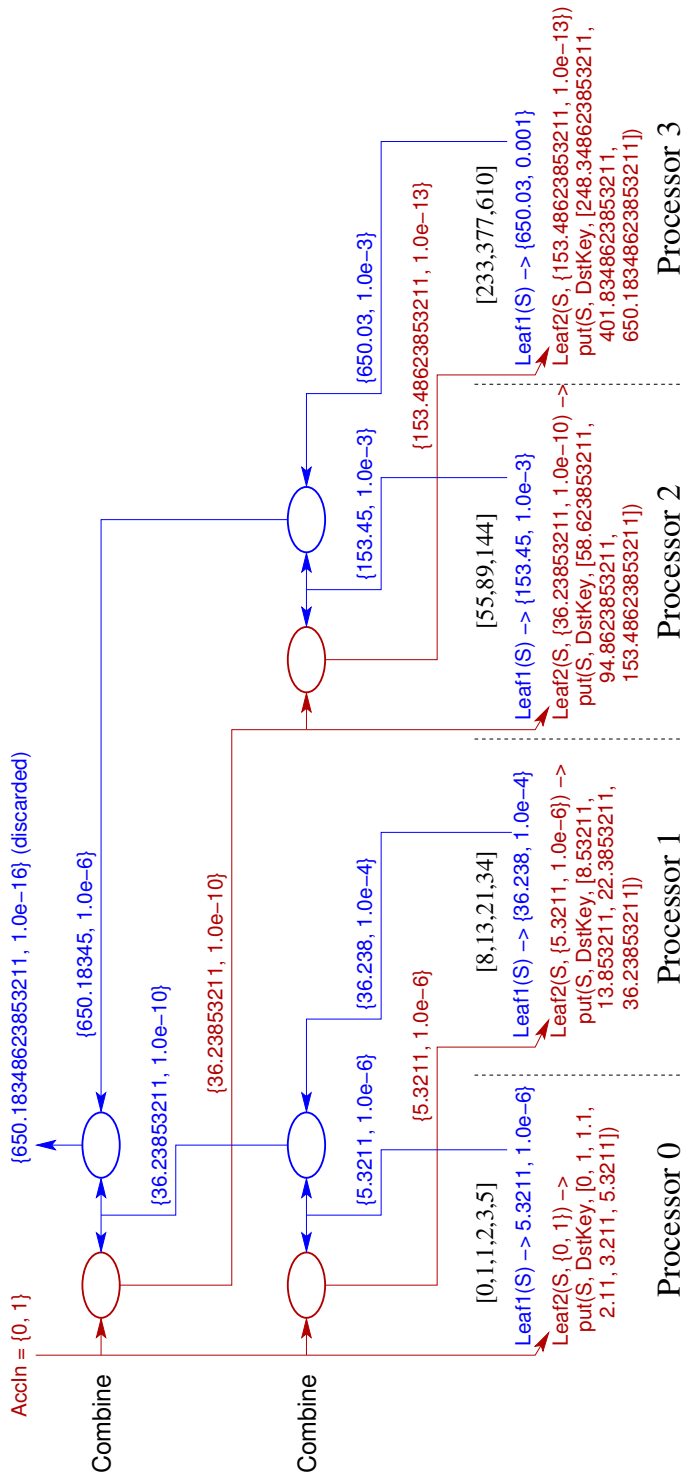 AccIn = {0, 1}
{650.183486238​53211, 1.0e−16} (discarded)
Combine
{650.18345, 1.0e−6}
{36.23853211, 1.0e−10}
{36.23853211, 1.0e−10}
Combine
{5.3211, 1.0e−6}
{36.238, 1.0e−4}
{153.45, 1.0e−3}
{650.03, 1.0e−3}
{5.3211, 1.0e−6}
{153.48623853211, 1.0e−13}
[0,1,1,2,3,5]
[8,13,21,34]
[55,89,144]
[233,377,610]
Leaf1(S) −> 5.3211, 1.0e−6}
Leaf1(S) −> {36.238, 1.0e−4}
Leaf1(S) −> {153.45, 1.0e−3}
Leaf1(S) −> {650.03, 0.001}
Leaf2(S, {0, 1}) −>
put(S, DstKey, [0, 1, 1.1,
2.11, 3.211, 5.3211])
Leaf2(S, {5.3211, 1.0e−6}) −>
put(S, DstKey, [8.53211,
13.853211, 22.3853211,
36.23853211])
Leaf2(S, {36.23853211, 1.0e−10) −>
put(S, DstKey, [58.623853211,
94.8623853211,
153.48623853211])
Leaf2(S, {153.48623853211, 1.0e−13})
put(S, DstKey, [248.348623853211,
401.8348623853211,
650.18348623853211])
Processor 0
Processor 1
Processor 2
Processor 3